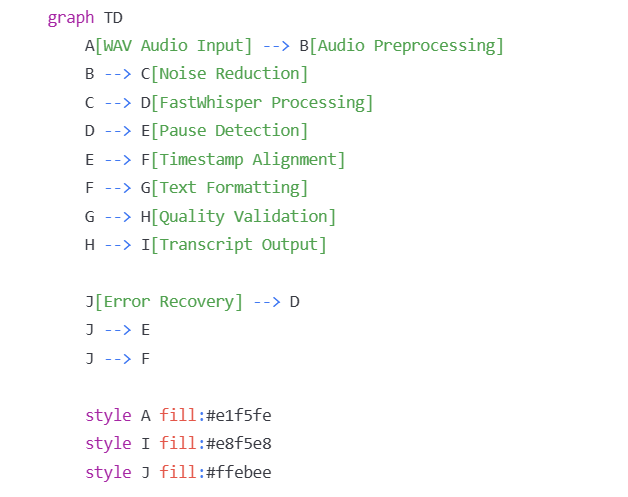 graph TD
A[WAV Audio Input] --> B[Audio Preprocessing]
B --> C[Noise Reduction]
C --> D[FastWhisper Processing]
D --> E[Pause Detection]
E --> F[Timestamp Alignment]
F --> G[Text Formatting]
G --> H[Quality Validation]
H --> I[Transcript Output]
J[Error Recovery] --> D
J --> E
J --> F
style A fill:#e1f5fe
style I fill:#e8f5e8
style J fill:#ffebee